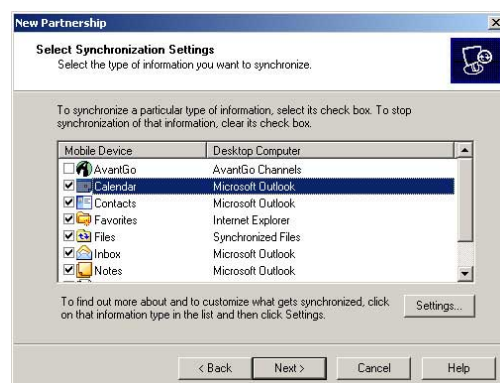 New Partnership
Select Synchronization Settings
Select the type of information you want to synchronize.
To synchronize a particular type of information, select its check box. To stop
synchronization of that information, clear its check box.
Mobile Device Desktop Computer
AvantGo AvantGo Channels
Calendar Microsoft Outlook
Contacts Microsoft Outlook
Favorites Internet Explorer
Files Synchronized Files
Inbox Microsoft Outlook
Notes Microsoft Outlook
To find out more about and to customize what gets synchronized, click
on that information type in the list and then click Settings.
Settings...
< Back Next > Cancel Help